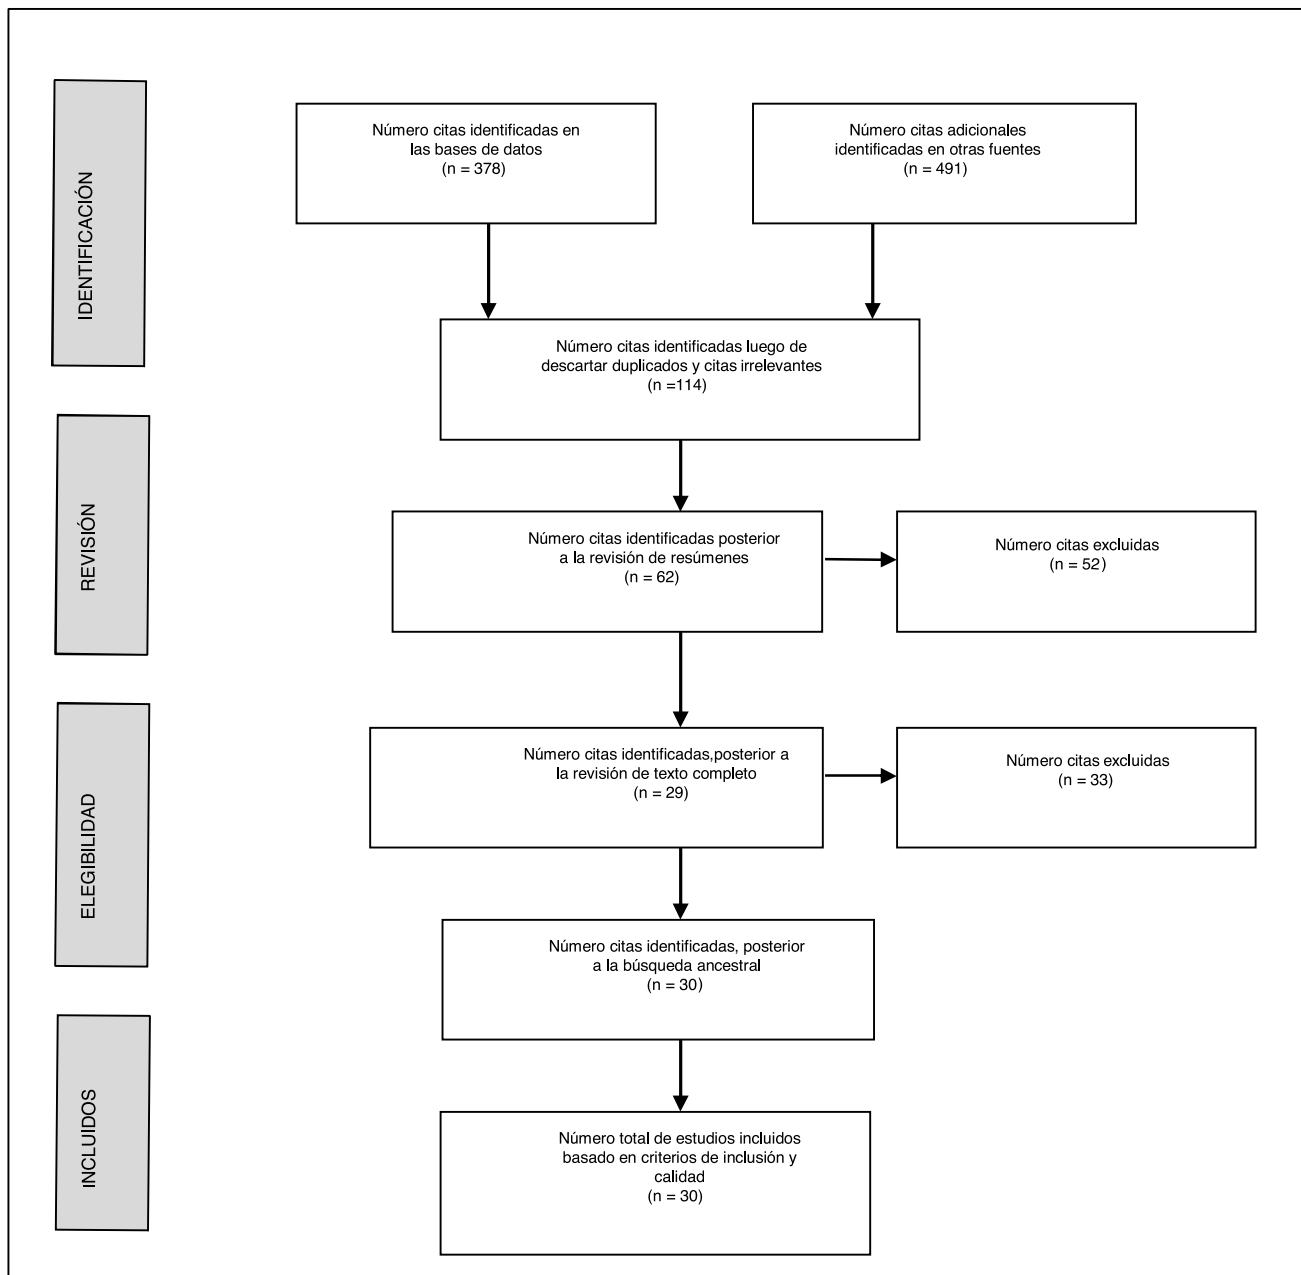 IDENTIFICACIÓN
Número citas identificadas en
las bases de datos
(n = 378)
Número citas adicionales
identificadas en otras fuentes
(n = 491)
Número citas identificadas luego de
descartar duplicados y citas irrelevantes
(n =114)
REVISIÓN
Número citas identificadas posterior
a la revisión de resúmenes
(n = 62)
Número citas excluidas
(n = 52)
ELEGIBILIDAD
Número citas identificadas,posterior a
la revisión de texto completo
(n = 29)
Número citas excluidas
(n = 33)
Número citas identificadas, posterior
a la búsqueda ancestral
(n = 30)
INCLUIDOS
Número total de estudios incluidos
basado en criterios de inclusión y
calidad
(n = 30)